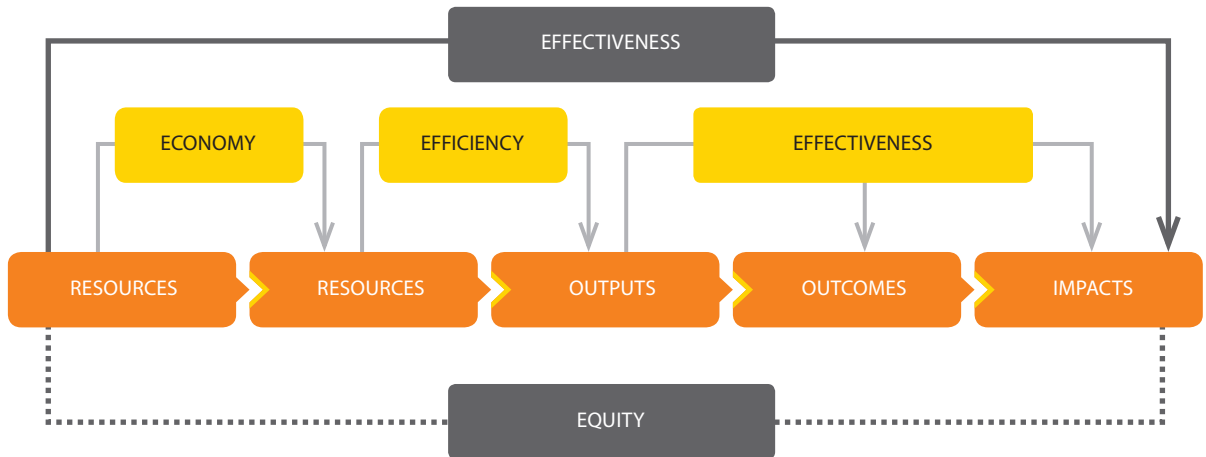 EFFECTIVENESS
ECONOMY
EFFICIENCY
EFFECTIVENESS
RESOURCES
RESOURCES
OUTPUTS
OUTCOMES
IMPACTS
EQUITY